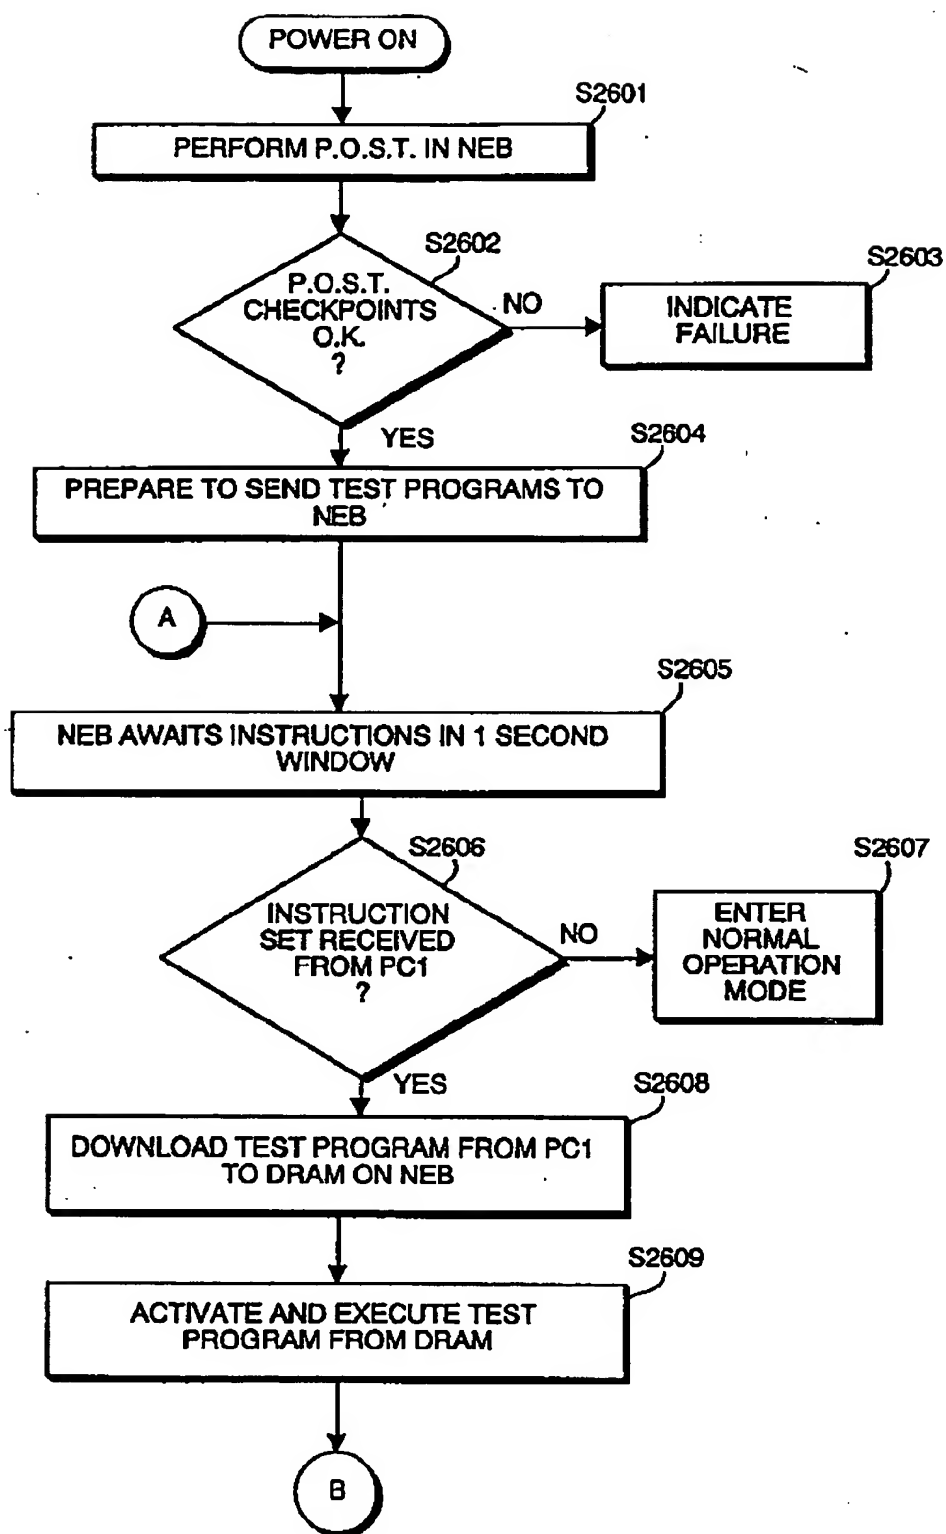 POWER ON
S2601
PERFORM P.O.S.T. IN NEB
S2602
P.O.S.T.
CHECKPOINTS
O.K.
?
NO
S2603
INDICATE
FAILURE
YES
S2604
PREPARE TO SEND TEST PROGRAMS TO
NEB
A
S2605
NEB AWAITS INSTRUCTIONS IN 1 SECOND
WINDOW
S2606
INSTRUCTION
SET RECEIVED
FROM PC1
?
NO
S2607
ENTER
NORMAL
OPERATION
MODE
YES
S2608
DOWNLOAD TEST PROGRAM FROM PC1
TO DRAM ON NEB
S2609
ACTIVATE AND EXECUTE TEST
PROGRAM FROM DRAM
B